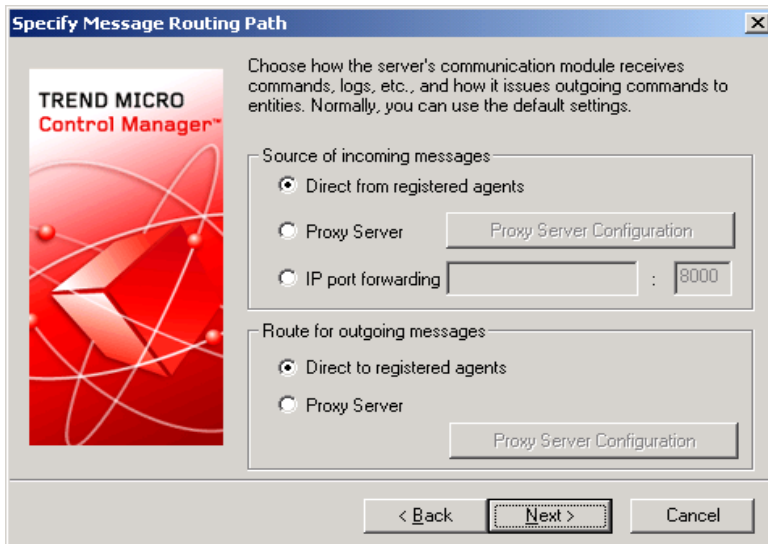 Specify Message Routing Path
TREND MICRO
Control Manager™
Choose how the server's communication module receives
commands, logs, etc., and how it issues outgoing commands to
entities. Normally, you can use the default settings.
Source of incoming messages
Direct from registered agents
Proxy Server
Proxy Server Configuration
IP port forwarding : 8000
Route for outgoing messages
Direct to registered agents
Proxy Server
Proxy Server Configuration
< Back
Next >
Cancel